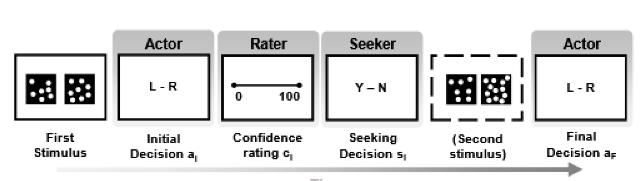 Actor Rater Seeker Actor
L - R
0 100
Y – N
L - R
First
Stimulus
Initial
Decision aI
Confidence
rating cI
Seeking
Decision sI
(Second
stimulus)
Final
Decision aF